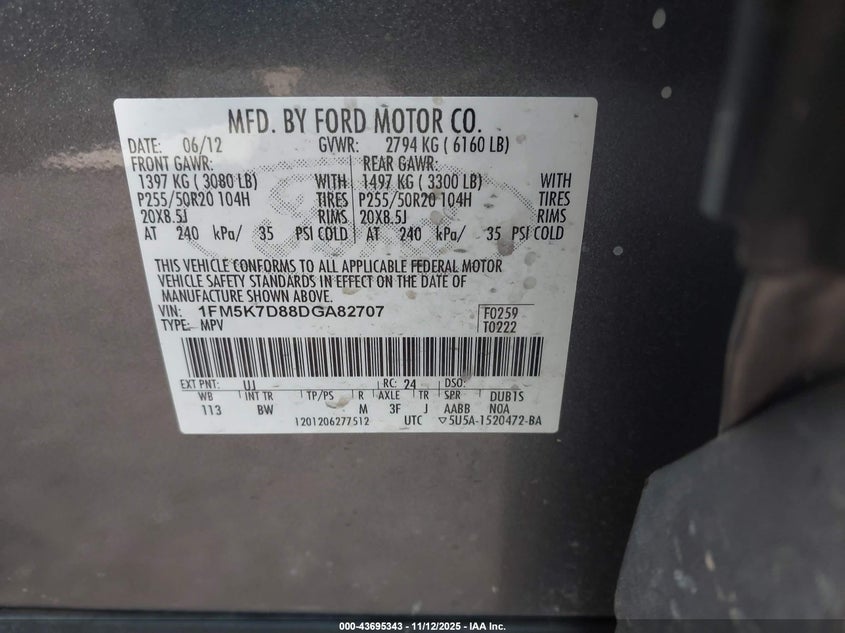 MFD. BY FORD MOTOR CO.
DATE: 06/12 GVWR: 2794 KG ( 6160 LB)
FRONT GAWR: REAR GAWR:
1397 KG ( 3080 LB) WITH 1497 KG ( 3300 LB) WITH
P255/50R20 104H TIRES P255/50R20 104H TIRES
20X8.5J RIMS 20X8.5J RIMS
AT 240 kPa/ 35 PSI COLD AT 240 kPa/ 35 PSI COLD
THIS VEHICLE CONFORMS TO ALL APPLICABLE FEDERAL MOTOR
VEHICLE SAFETY STANDARDS IN EFFECT ON THE DATE OF
MANUFACTURE SHOWN ABOVE.
VIN: 1FM5K7D88DGA82707 F0259
TYPE: MPV T0222
EXT PNT: UJ RC: 24 DSO:
WB INT TR TP/PS R AXLE TR SPR DUB1S
113 BW M 3F J AABB NOA
1201206277512 UTC ▽5U5A-1520472-BA
000-43695343 - 11/12/2025 - IAA Inc.